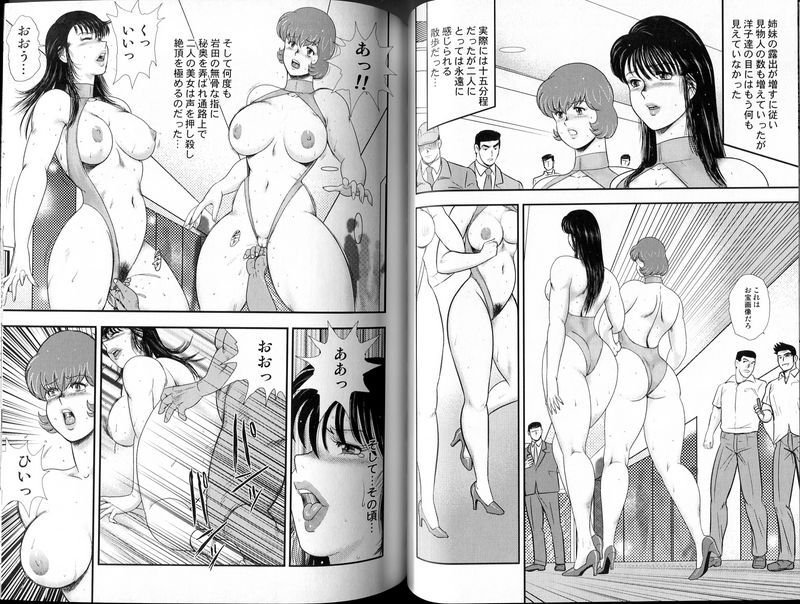 姉妹の露出が増すに従い
見物人の数も増えていったが
洋子達の目にはもう何も
見えていなかった
実際には十五分程
だったが二人に
とっては永遠に
感じられる
散歩だった…
これは
お宝画像だろ
あっ!!
くっ
いいっ
おおぅ…
そして何度も
岩田の無骨な指に
秘奥を弄ばれ通路上で
二人の美女は声を押し殺し
絶頂を極めるのだった…
ああっ
そして…その頃…
おおっ
パン
パン
ひいっ